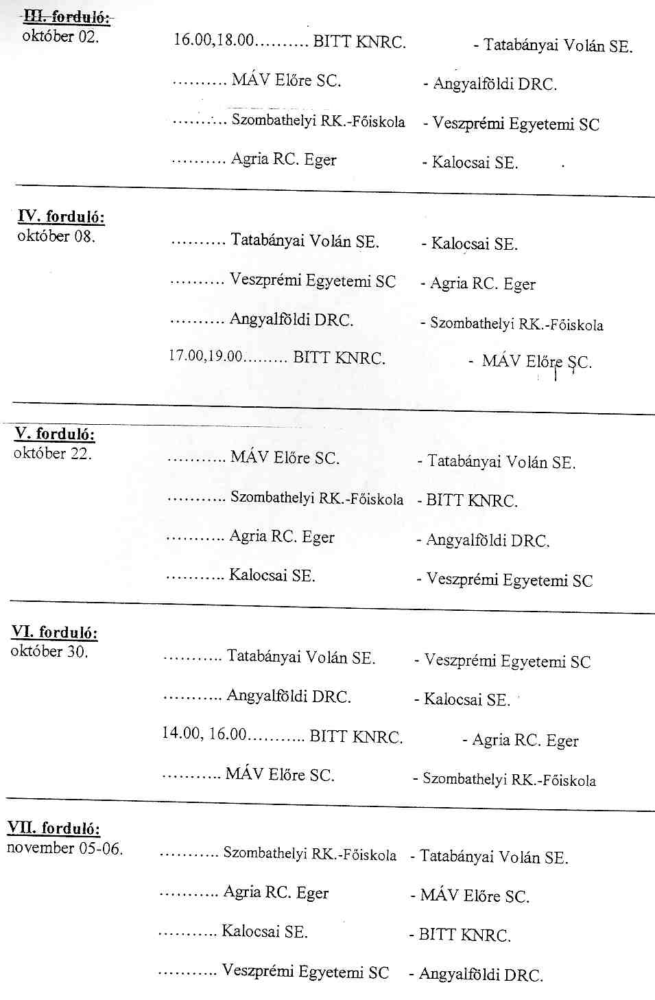 III. forduló:
október 02. 16.00,18.00.......... BITT KNRC. - Tatabányai Volán SE.
.......... MÁV Előre SC. - Angyalföldi DRC.
.......... Szombathelyi RK.-Főiskola - Veszprémi Egyetemi SC
.......... Agria RC. Eger - Kalocsai SE.
IV. forduló:
október 08. .......... Tatabányai Volán SE. - Kalocsai SE.
.......... Veszprémi Egyetemi SC - Agria RC. Eger
.......... Angyalföldi DRC. - Szombathelyi RK.-Főiskola
17.00,19.00......... BITT KNRC. - MÁV Előre SC.
V. forduló:
október 22. ........... MÁV Előre SC. - Tatabányai Volán SE.
........... Szombathelyi RK.-Főiskola - BITT KNRC.
........... Agria RC. Eger - Angyalföldi DRC.
........... Kalocsai SE. - Veszprémi Egyetemi SC
VI. forduló:
október 30. ........... Tatabányai Volán SE. - Veszprémi Egyetemi SC
........... Angyalföldi DRC. - Kalocsai SE.
14.00, 16.00........... BITT KNRC. - Agria RC. Eger
........... MÁV Előre SC. - Szombathelyi RK.-Főiskola
VII. forduló:
november 05-06. ........... Szombathelyi RK.-Főiskola - Tatabányai Volán SE.
........... Agria RC. Eger - MÁV Előre SC.
........... Kalocsai SE. - BITT KNRC.
........... Veszprémi Egyetemi SC - Angyalföldi DRC.